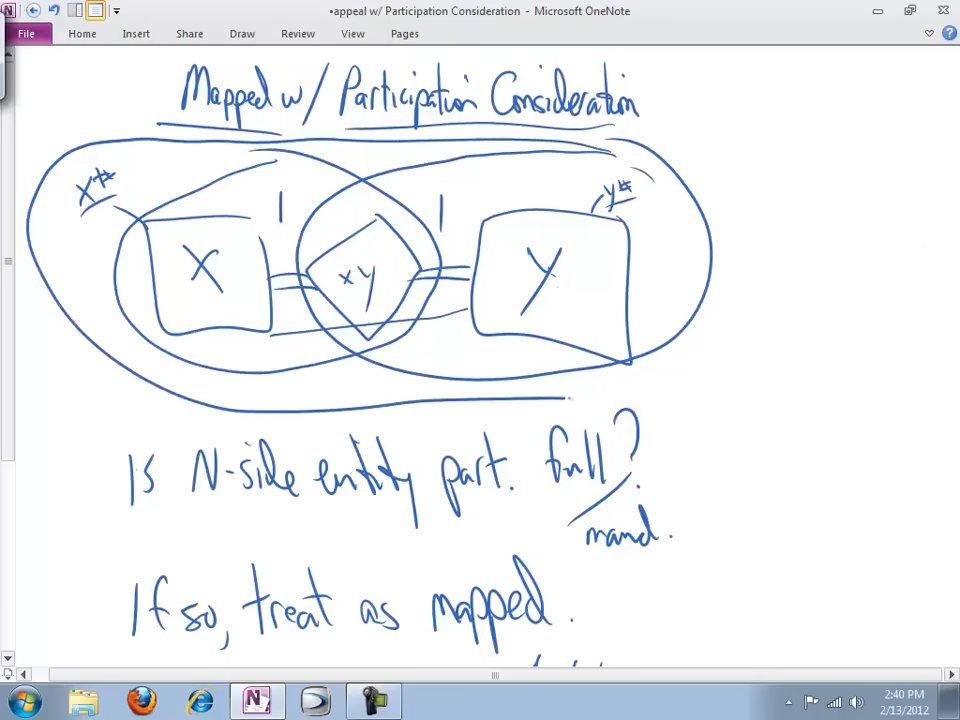 •appeal w/ Participation Consideration - Microsoft OneNote
File Home Insert Share Draw Review View Pages
Mapped w/ Participation Consideration
x# 1 1 y#
X xy Y
Is N-side entity part. full?
mand.
If so, treat as mapped.
2:40 PM
2/13/2012